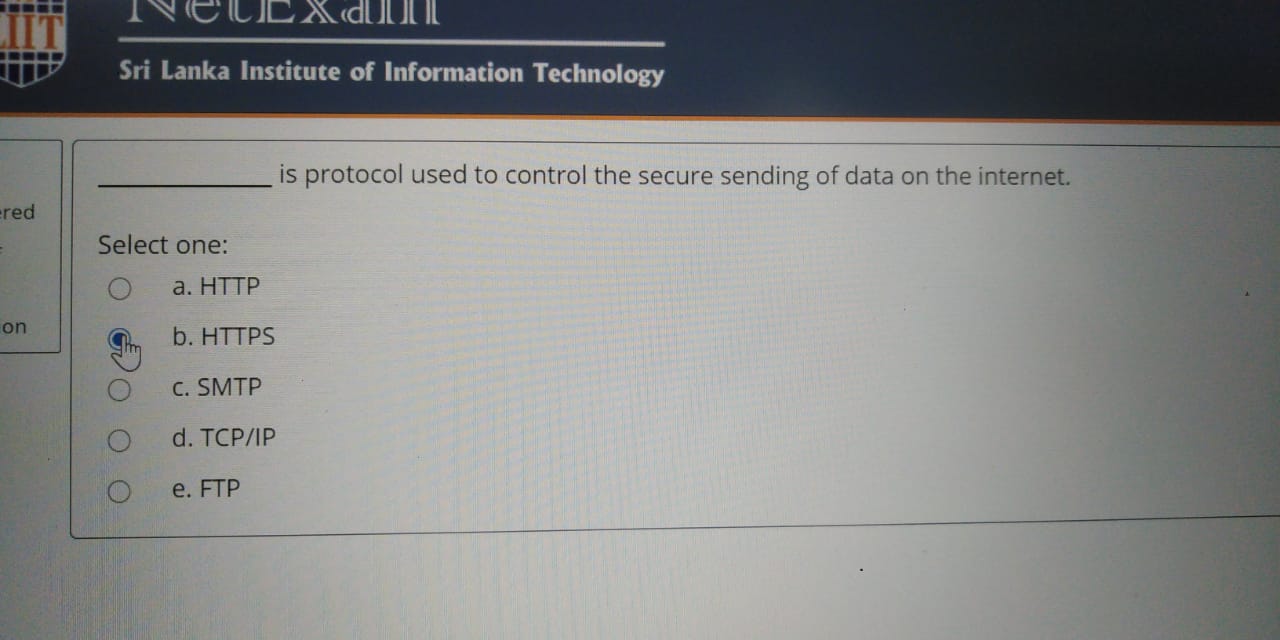 NetExam
IIT
Sri Lanka Institute of Information Technology
__________ is protocol used to control the secure sending of data on the internet.
ered
Select one:
a. HTTP
on
b. HTTPS
c. SMTP
d. TCP/IP
e. FTP